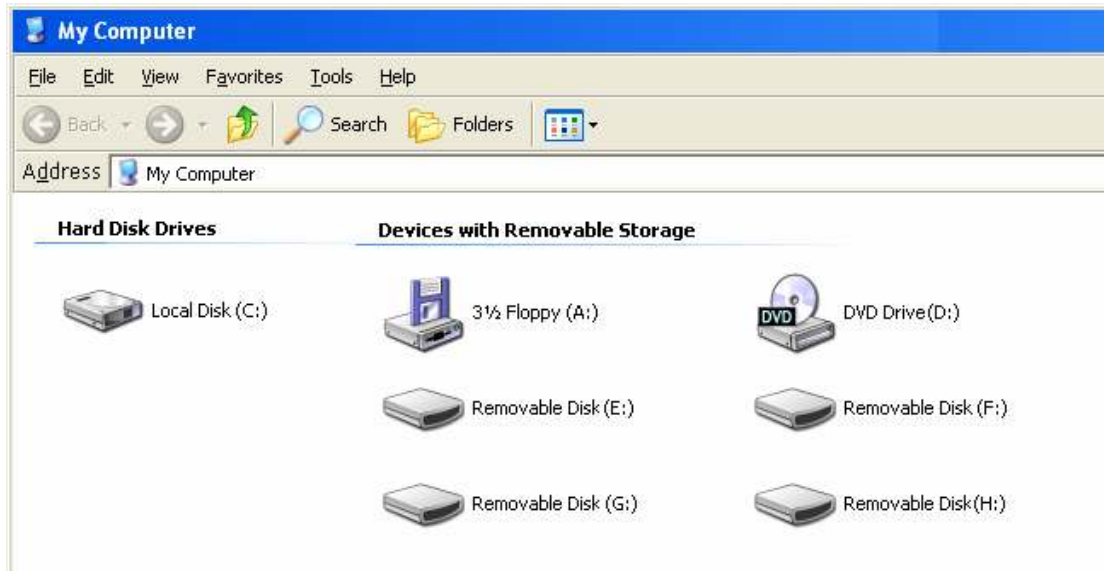 My Computer
File Edit View Favorites Tools Help
Back Search Folders
Address My Computer
Hard Disk Drives Devices with Removable Storage
Local Disk (C:) 3½ Floppy (A:) DVD DVD Drive(D:)
Removable Disk (E:) Removable Disk (F:)
Removable Disk (G:) Removable Disk(H:)